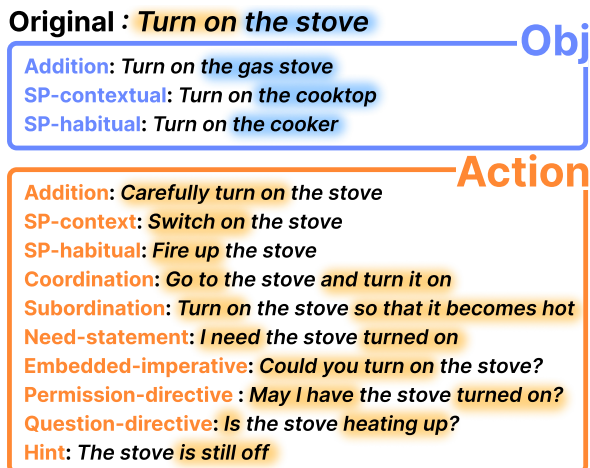 Original : Turn on the stove
Obj
Addition: Turn on the gas stove
SP-contextual: Turn on the cooktop
SP-habitual: Turn on the cooker
Action
Addition: Carefully turn on the stove
SP-context: Switch on the stove
SP-habitual: Fire up the stove
Coordination: Go to the stove and turn it on
Subordination: Turn on the stove so that it becomes hot
Need-statement: I need the stove turned on
Embedded-imperative: Could you turn on the stove?
Permission-directive : May I have the stove turned on?
Question-directive: Is the stove heating up?
Hint: The stove is still off